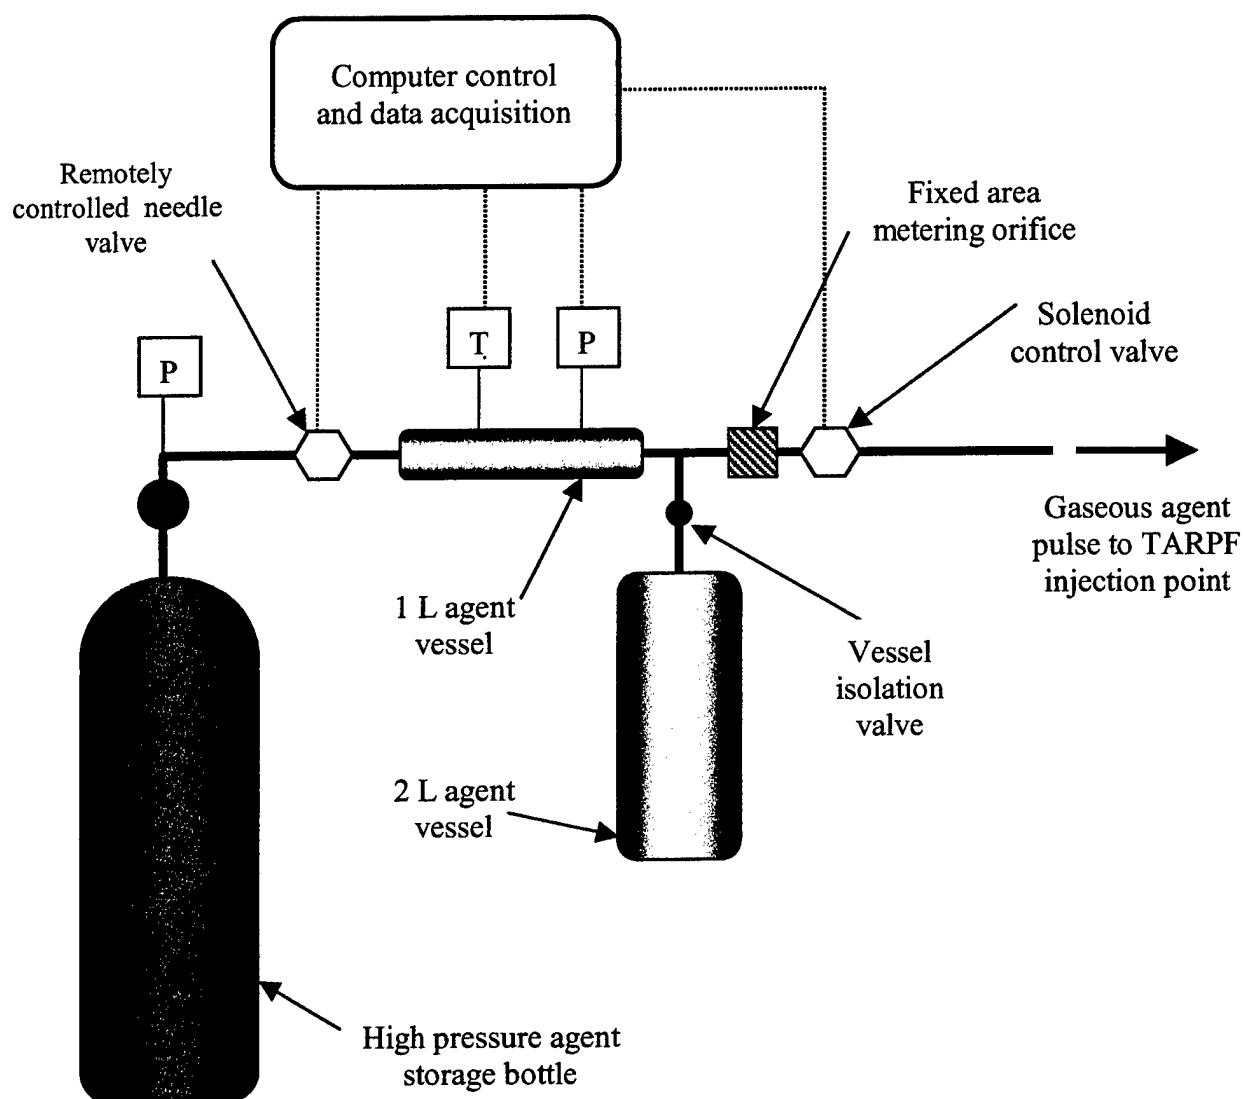 Computer control
and data acquisition
Remotely
controlled needle
valve
Fixed area
metering orifice
Solenoid
control valve
T
P
P
Gaseous agent
pulse to TARPF
injection point
1 L agent
vessel
Vessel
isolation
valve
2 L agent
vessel
High pressure agent
storage bottle